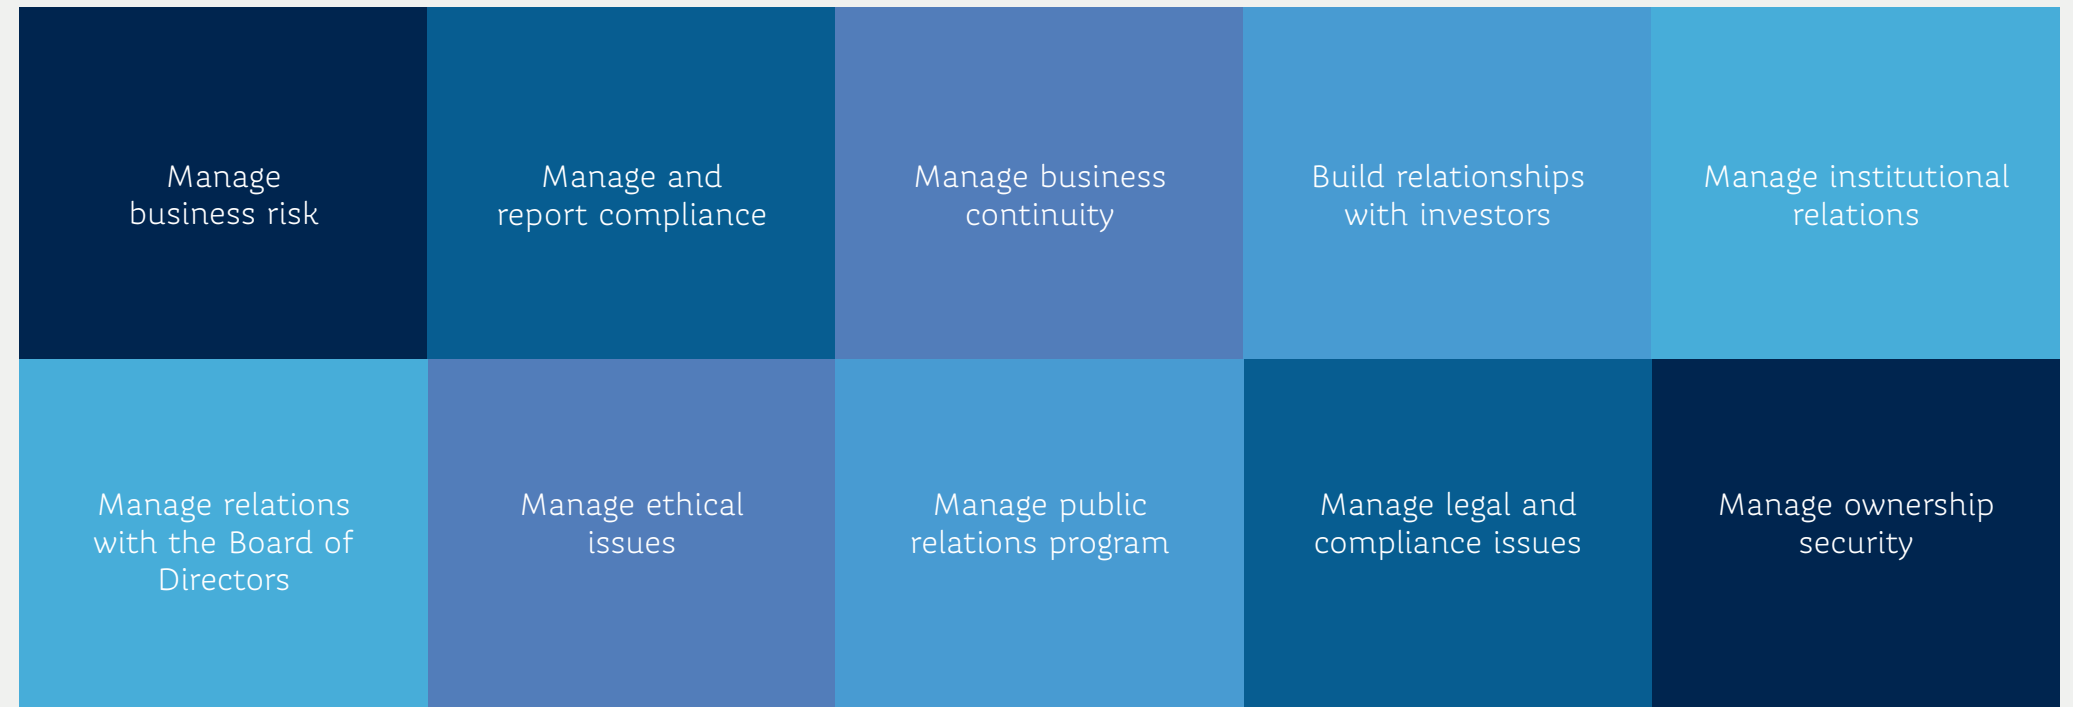 Manage
business risk
Manage and
report compliance
Manage business
continuity
Build relationships
with investors
Manage institutional
relations
Manage relations
with the Board of
Directors
Manage ethical
issues
Manage public
relations program
Manage legal and
compliance issues
Manage ownership
security